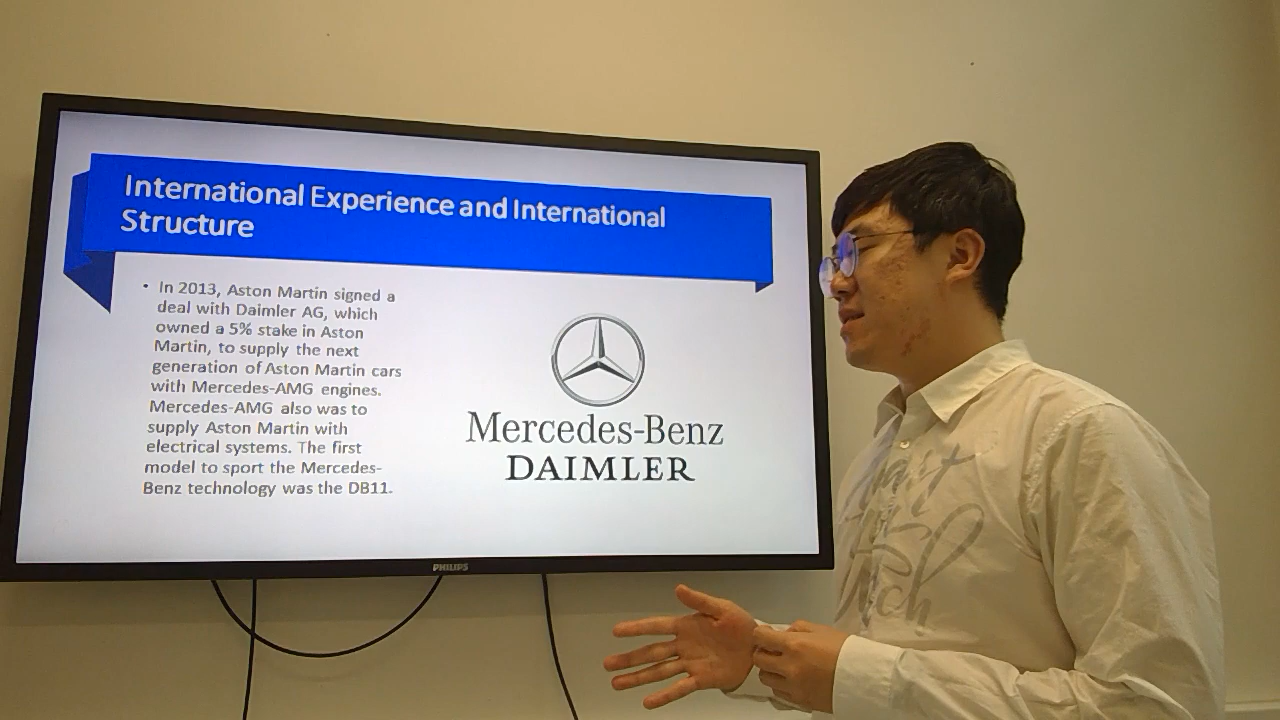 International Experience and International
Structure
• In 2013, Aston Martin signed a
deal with Daimler AG, which
owned a 5% stake in Aston
Martin, to supply the next
generation of Aston Martin cars
with Mercedes-AMG engines.
Mercedes-AMG also was to
supply Aston Martin with
electrical systems. The first
model to sport the Mercedes-
Benz technology was the DB11.
Mercedes-Benz
DAIMLER
PHILIPS